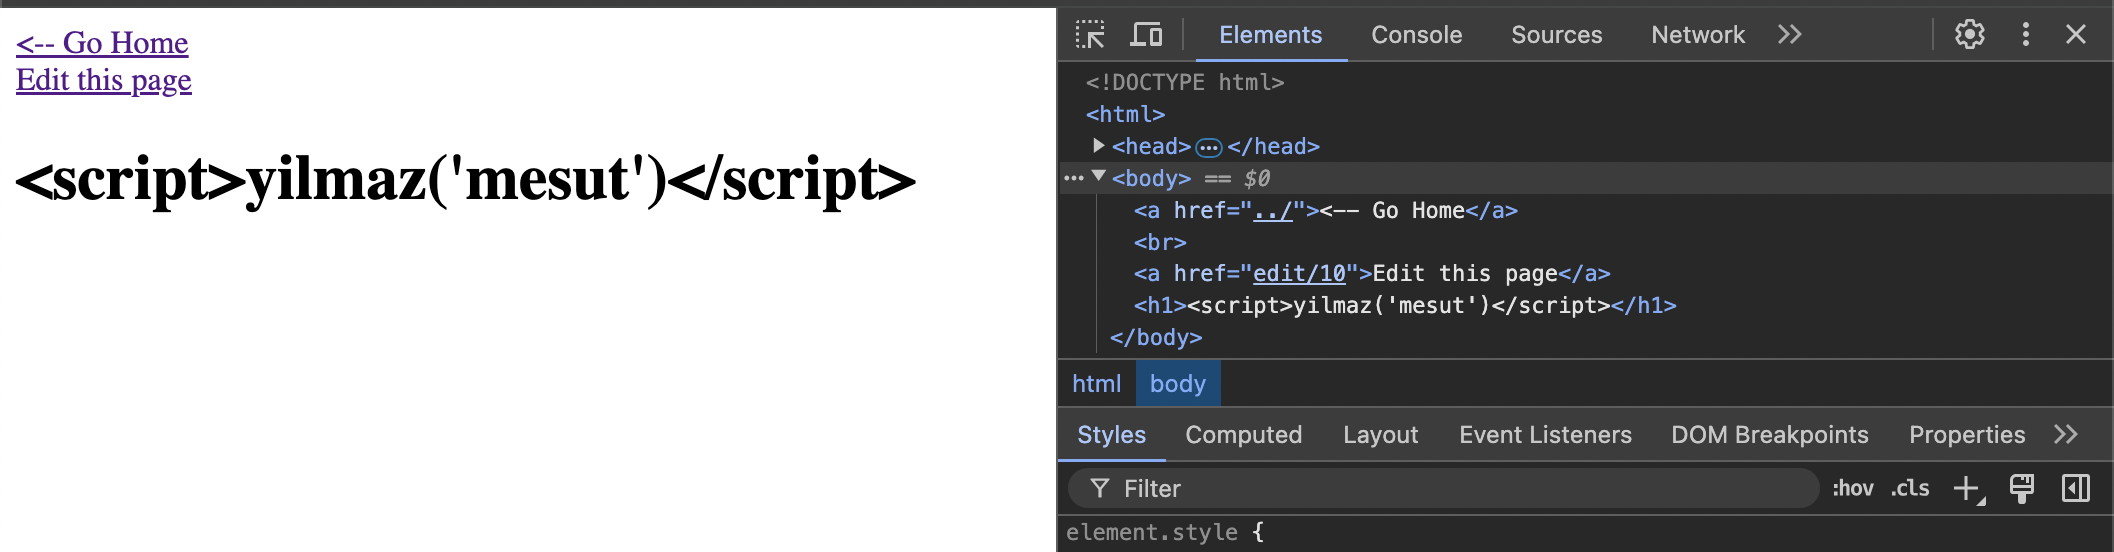 <-- Go Home
Edit this page
<script>yilmaz('mesut')</script>
Elements Console Sources Network
<!DOCTYPE html>
<html>
<head> </head>
<body> == $0
<a href="../"><-- Go Home</a>
<br>
<a href="edit/10">Edit this page</a>
<h1><script>yilmaz('mesut')</script></h1>
</body>
html body
Styles Computed Layout Event Listeners DOM Breakpoints Properties
Filter :hov .cls
element.style {